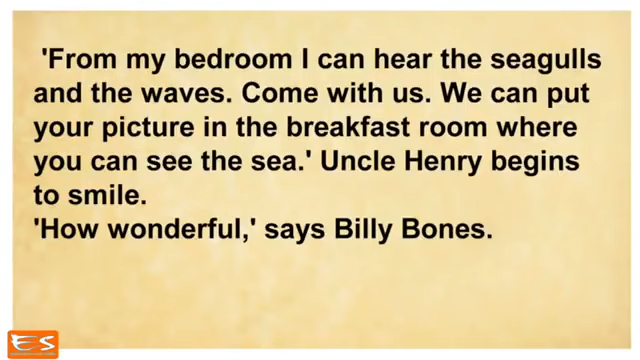 'From my bedroom I can hear the seagulls
and the waves. Come with us. We can put
your picture in the breakfast room where
you can see the sea.' Uncle Henry begins
to smile.
'How wonderful,' says Billy Bones.
ES